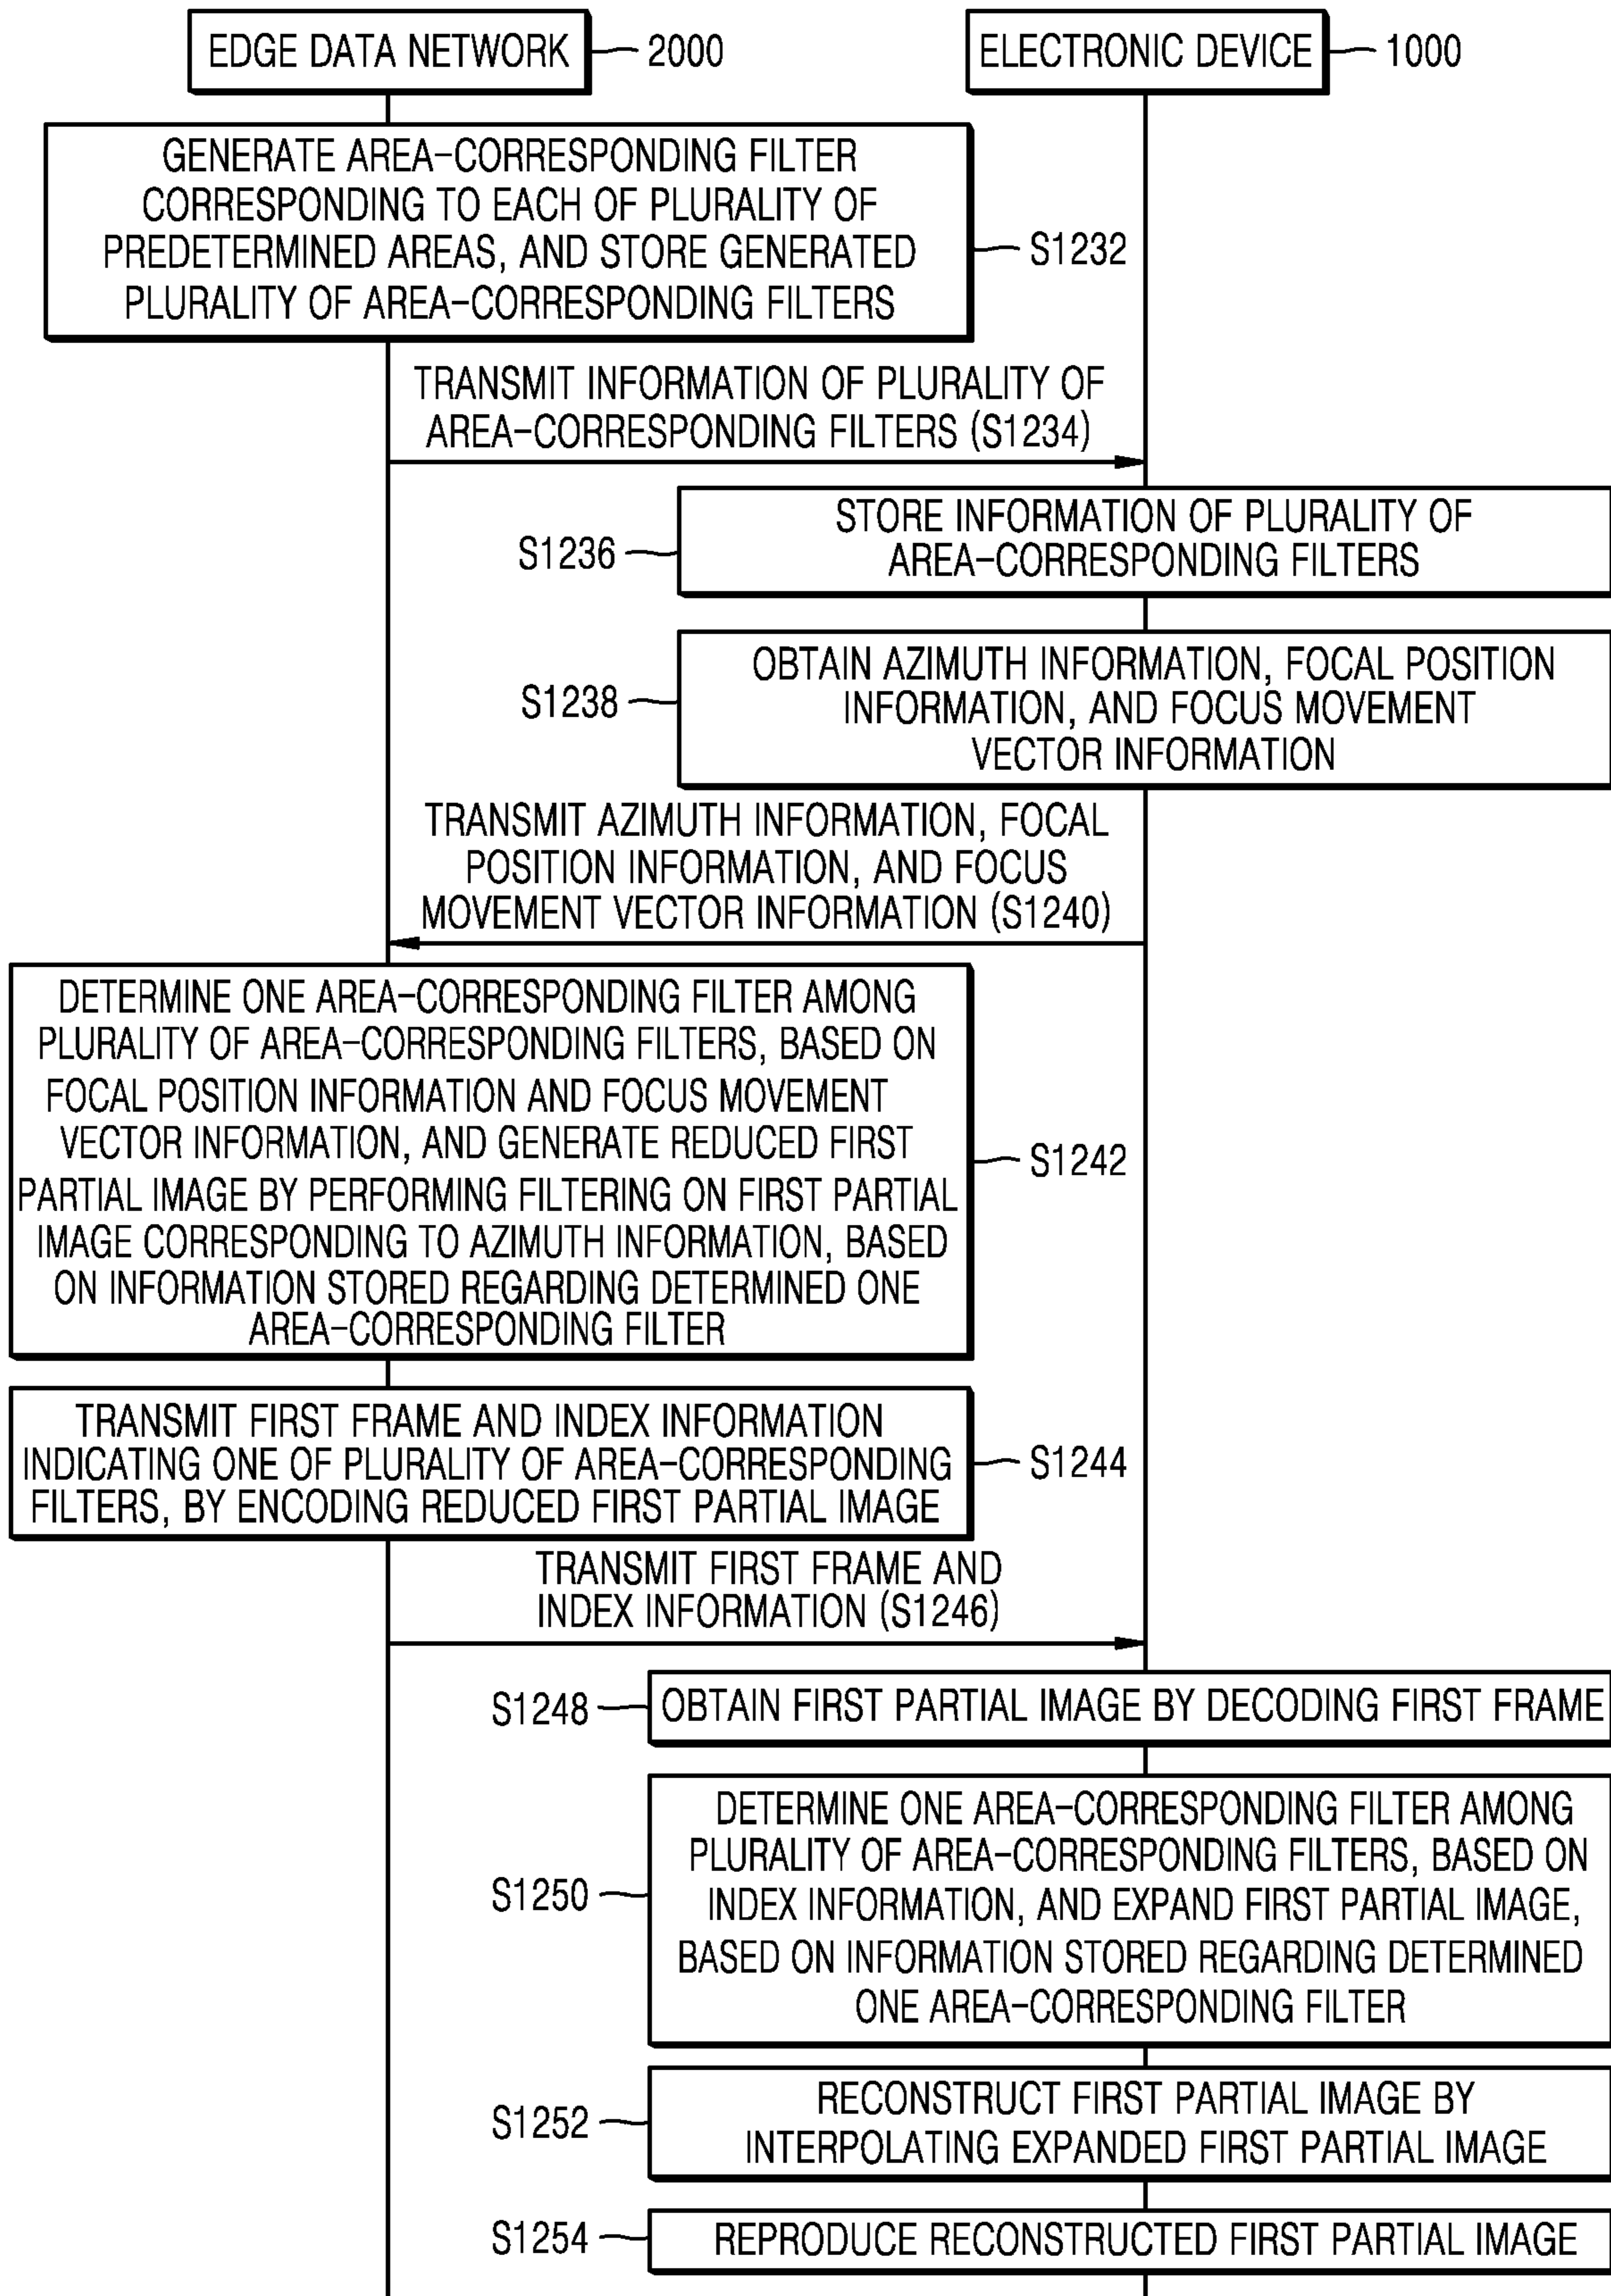 EDGE DATA NETWORK
2000
ELECTRONIC DEVICE
1000
GENERATE AREA-CORRESPONDING FILTER
CORRESPONDING TO EACH OF PLURALITY OF
PREDETERMINED AREAS, AND STORE GENERATED
PLURALITY OF AREA-CORRESPONDING FILTERS
S1232
TRANSMIT INFORMATION OF PLURALITY OF
AREA-CORRESPONDING FILTERS (S1234)
STORE INFORMATION OF PLURALITY OF
AREA-CORRESPONDING FILTERS
S1236
OBTAIN AZIMUTH INFORMATION, FOCAL POSITION
INFORMATION, AND FOCUS MOVEMENT
VECTOR INFORMATION
S1238
TRANSMIT AZIMUTH INFORMATION, FOCAL
POSITION INFORMATION, AND FOCUS
MOVEMENT VECTOR INFORMATION (S1240)
DETERMINE ONE AREA-CORRESPONDING FILTER AMONG
PLURALITY OF AREA-CORRESPONDING FILTERS, BASED ON
FOCAL POSITION INFORMATION AND FOCUS MOVEMENT
VECTOR INFORMATION, AND GENERATE REDUCED FIRST
PARTIAL IMAGE BY PERFORMING FILTERING ON FIRST PARTIAL
IMAGE CORRESPONDING TO AZIMUTH INFORMATION, BASED
ON INFORMATION STORED REGARDING DETERMINED ONE
AREA-CORRESPONDING FILTER
S1242
TRANSMIT FIRST FRAME AND INDEX INFORMATION
INDICATING ONE OF PLURALITY OF AREA-CORRESPONDING
FILTERS, BY ENCODING REDUCED FIRST PARTIAL IMAGE
S1244
TRANSMIT FIRST FRAME AND
INDEX INFORMATION (S1246)
S1248
OBTAIN FIRST PARTIAL IMAGE BY DECODING FIRST FRAME
DETERMINE ONE AREA-CORRESPONDING FILTER AMONG
PLURALITY OF AREA-CORRESPONDING FILTERS, BASED ON
INDEX INFORMATION, AND EXPAND FIRST PARTIAL IMAGE,
BASED ON INFORMATION STORED REGARDING DETERMINED
ONE AREA-CORRESPONDING FILTER
S1250
RECONSTRUCT FIRST PARTIAL IMAGE BY
INTERPOLATING EXPANDED FIRST PARTIAL IMAGE
S1252
S1254
REPRODUCE RECONSTRUCTED FIRST PARTIAL IMAGE